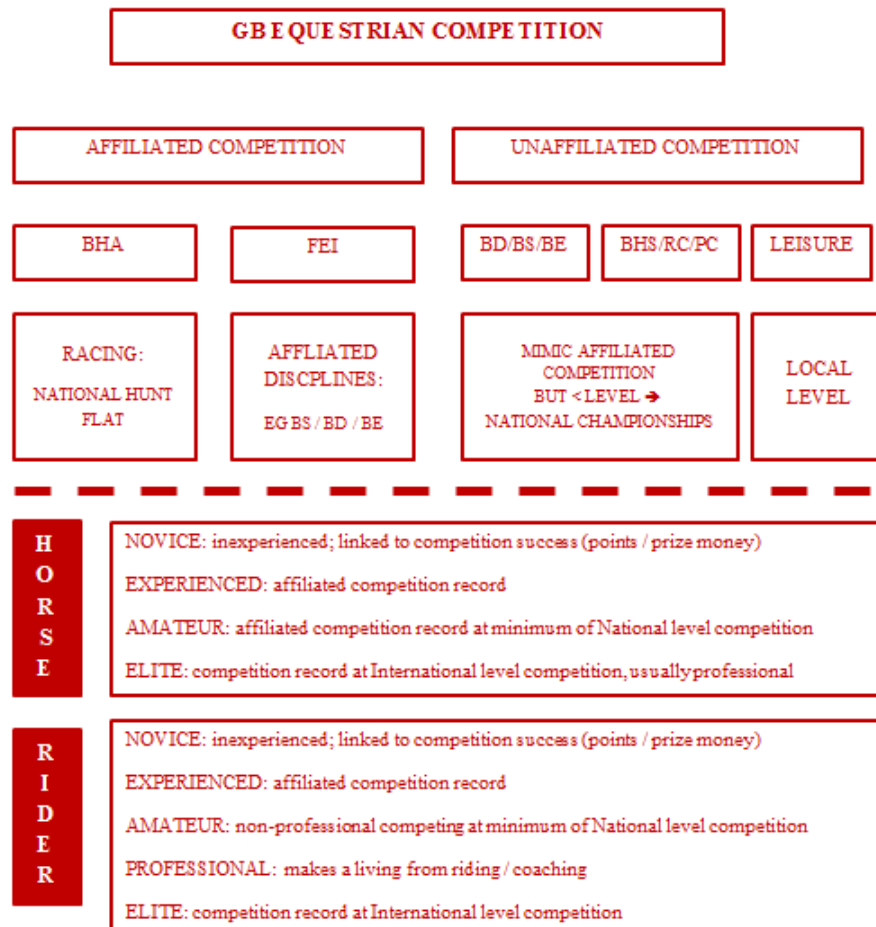 GB EQUESTRIAN COMPETITION
AFFILIATED COMPETITION
UNAFFILIATED COMPETITION
BHA
FEI
BD/BS/BE
BHS/RC/PC
LEISURE
RACING:
NATIONAL HUNT
FLAT
AFFLIATED
DISCPLINES:
EG BS / BD / BE
MIMIC AFFILIATED
COMPETITION
BUT < LEVEL ➔
NATIONAL CHAMPIONSHIPS
LOCAL
LEVEL
HORSE
NOVICE: inexperienced; linked to competition success (points / prize money)
EXPERIENCED: affiliated competition record
AMATEUR: affiliated competition record at minimum of National level competition
ELITE: competition record at International level competition, usually professional
RIDER
NOVICE: inexperienced; linked to competition success (points / prize money)
EXPERIENCED: affiliated competition record
AMATEUR: non-professional competing at minimum of National level competition
PROFESSIONAL: makes a living from riding / coaching
ELITE: competition record at International level competition